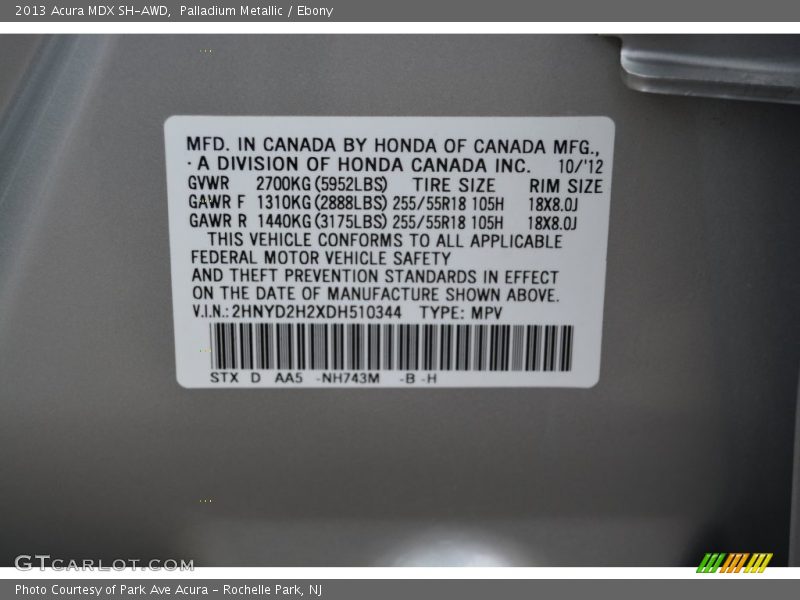 2013 Acura MDX SH-AWD,  Palladium Metallic / Ebony
MFD. IN CANADA BY HONDA OF CANADA MFG.,
· A DIVISION OF HONDA CANADA INC. 10/'12
GVWR 2700KG (5952LBS) TIRE SIZE RIM SIZE
GAWR F 1310KG (2888LBS) 255/55R18 105H 18X8.0J
GAWR R 1440KG (3175LBS) 255/55R18 105H 18X8.0J
THIS VEHICLE CONFORMS TO ALL APPLICABLE
FEDERAL MOTOR VEHICLE SAFETY
AND THEFT PREVENTION STANDARDS IN EFFECT
ON THE DATE OF MANUFACTURE SHOWN ABOVE.
V.I.N.: 2HNYD2H2XDH510344 TYPE: MPV
STX D AA5 -NH743M -B -H
GTCARLOT.COM
Photo Courtesy of Park Ave Acura - Rochelle Park, NJ